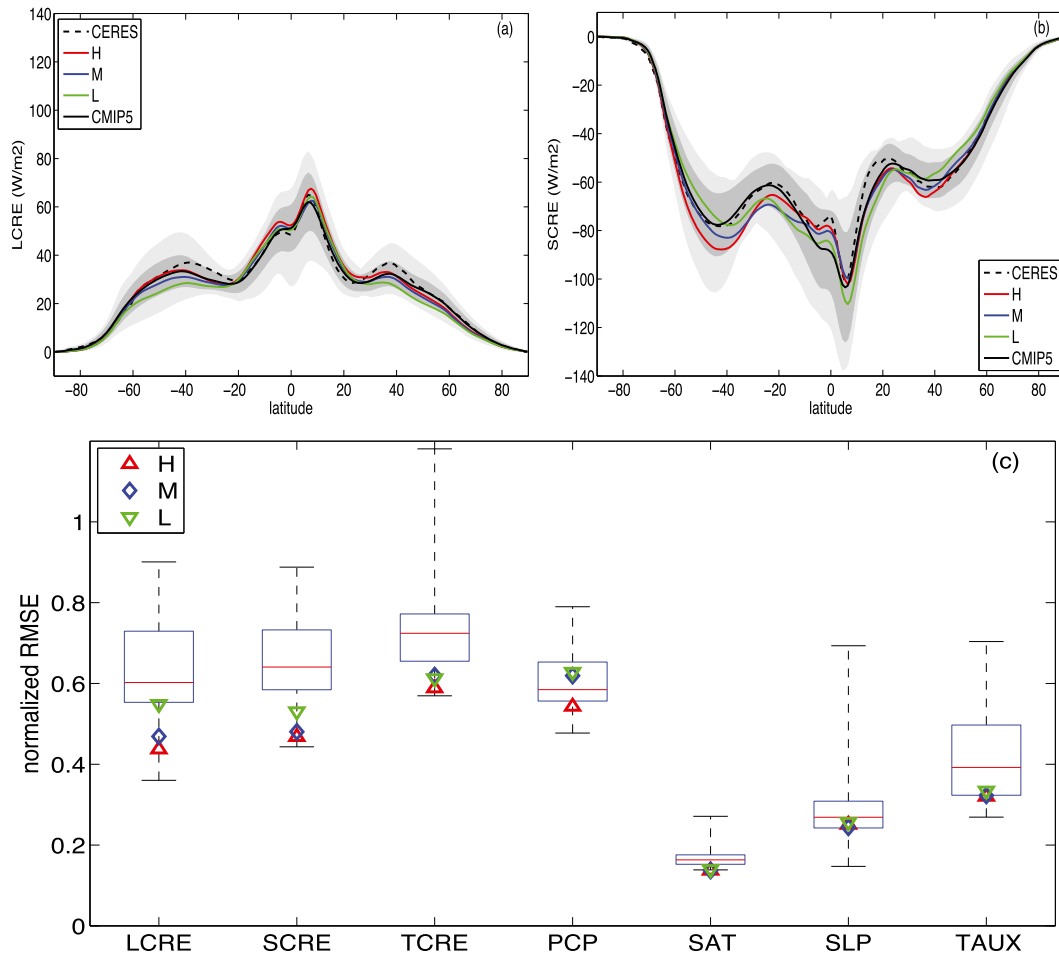 (a)
CERES
H
M
L
CMIP5
LCRE (W/m2)
140
120
100
80
60
40
20
0
−80 −60 −40 −20 0 20 40 60 80
latitude
(b)
SCRE (W/m2)
0
−20
−40
−60
−80
−100
−120
−140
CERES
H
M
L
CMIP5
−80 −60 −40 −20 0 20 40 60 80
latitude
(c)
H
M
L
normalized RMSE
1
0.8
0.6
0.4
0.2
0
LCRE SCRE TCRE PCP SAT SLP TAUX